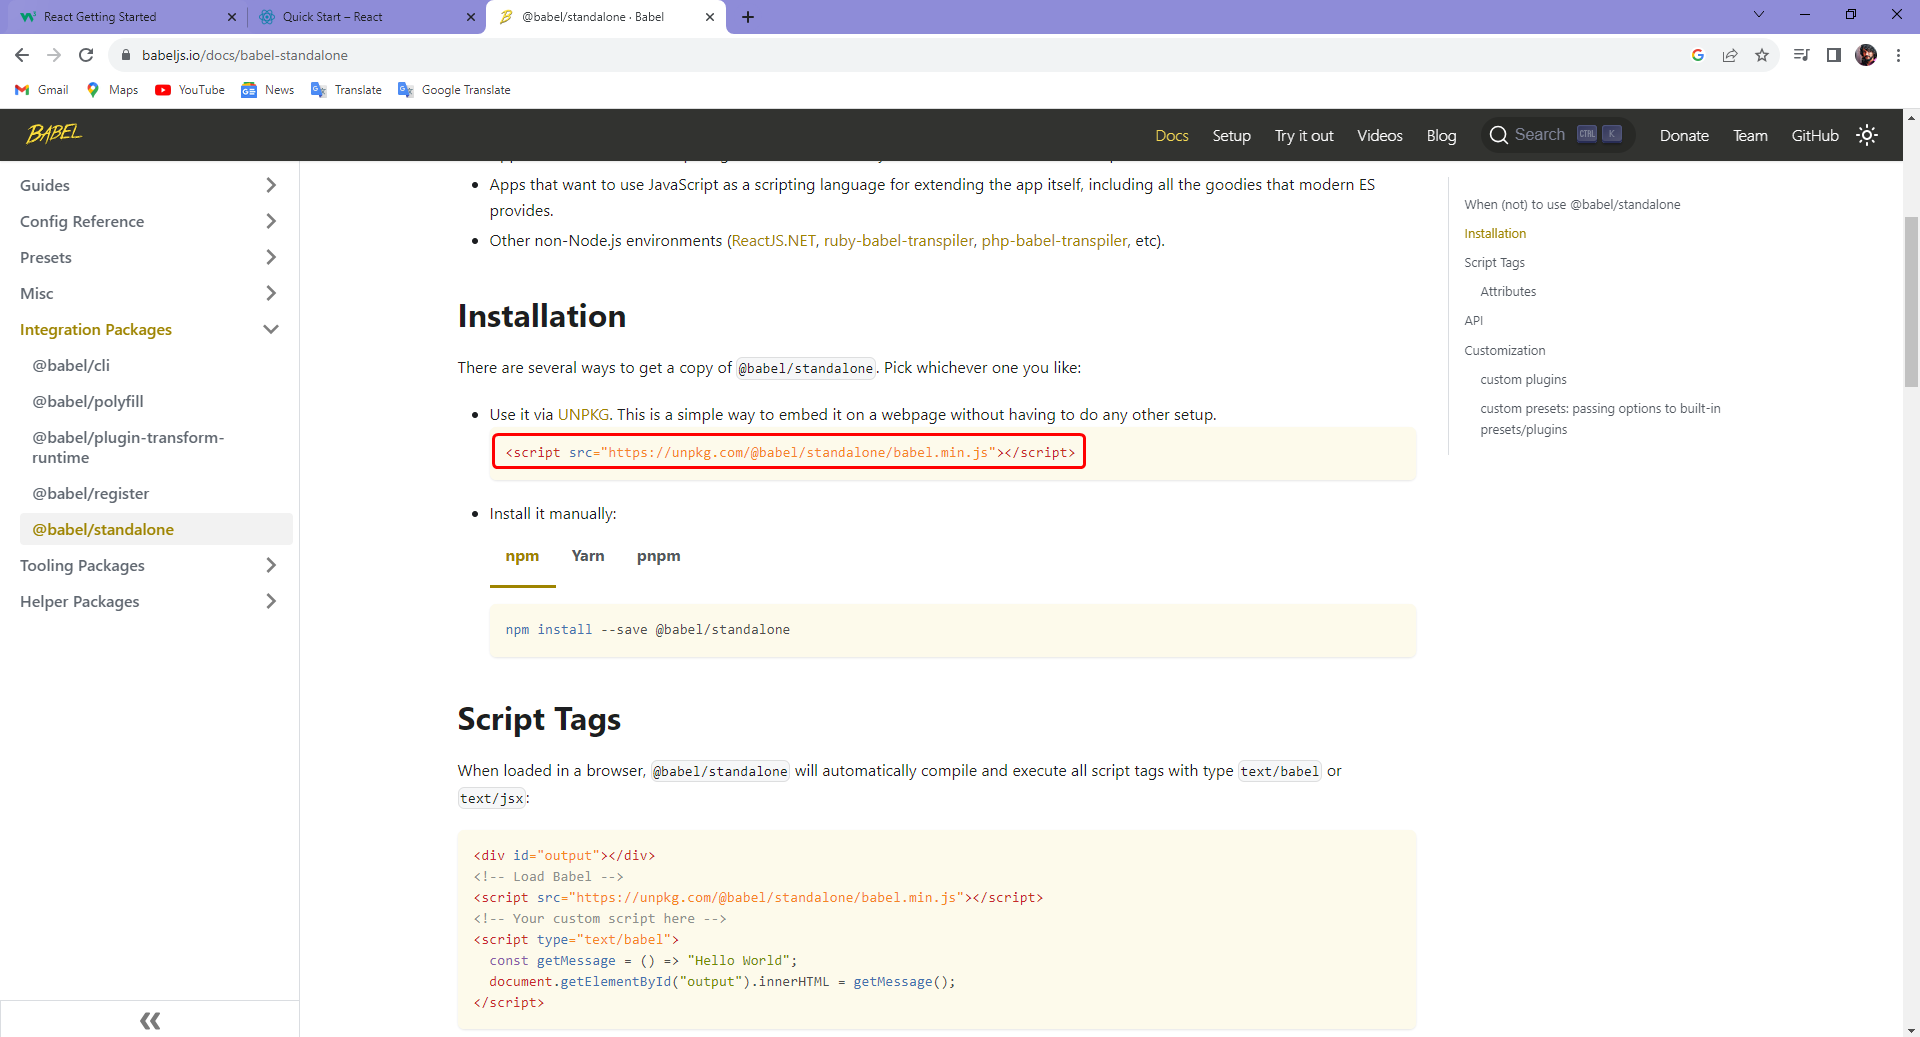 React Getting Started
Quick Start – React
@babel/standalone · Babel
babeljs.io/docs/babel-standalone
Gmail
Maps
YouTube
News
Translate
Google Translate
BABEL
Docs
Setup
Try it out
Videos
Blog
Search
CTRL
K
Donate
Team
GitHub
Guides
Config Reference
Presets
Misc
Integration Packages
@babel/cli
@babel/polyfill
@babel/plugin-transform-
runtime
@babel/register
@babel/standalone
Tooling Packages
Helper Packages
Apps that want to use JavaScript as a scripting language for extending the app itself, including all the goodies that modern ES
provides.
Other non-Node.js environments (ReactJS.NET, ruby-babel-transpiler, php-babel-transpiler, etc).
Installation
There are several ways to get a copy of @babel/standalone. Pick whichever one you like:
Use it via UNPKG. This is a simple way to embed it on a webpage without having to do any other setup.
<script src="https://unpkg.com/@babel/standalone/babel.min.js"></script>
Install it manually:
npm
Yarn
pnpm
npm install --save @babel/standalone
Script Tags
When loaded in a browser, @babel/standalone will automatically compile and execute all script tags with type text/babel or
text/jsx:
<div id="output"></div>
<!-- Load Babel -->
<script src="https://unpkg.com/@babel/standalone/babel.min.js"></script>
<!-- Your custom script here -->
<script type="text/babel">
const getMessage = () => "Hello World";
document.getElementById("output").innerHTML = getMessage();
</script>
When (not) to use @babel/standalone
Installation
Script Tags
Attributes
API
Customization
custom plugins
custom presets: passing options to built-in
presets/plugins